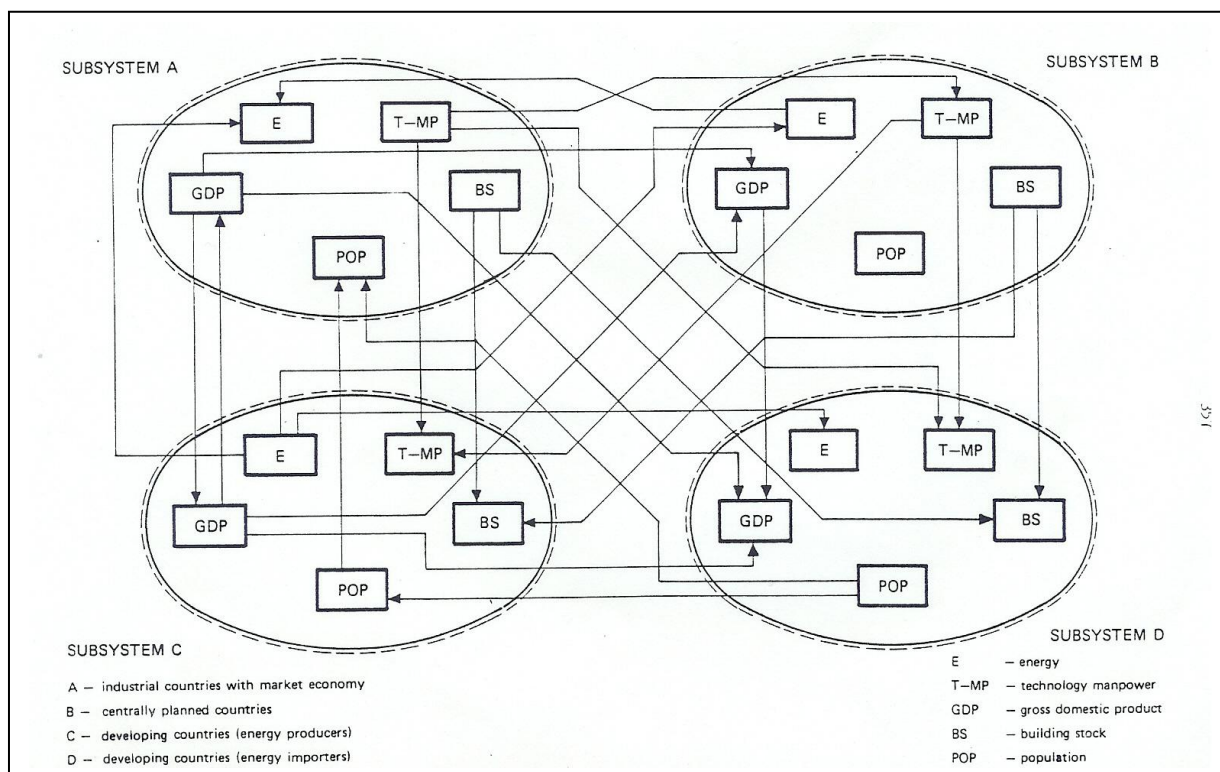 SUBSYSTEM A
SUBSYSTEM B
E
T–MP
E
T–MP
GDP
BS
GDP
BS
POP
POP
E
T–MP
E
T–MP
GDP
BS
GDP
BS
POP
POP
SUBSYSTEM C
A – industrial countries with market economy
B – centrally planned countries
C – developing countries (energy producers)
D – developing countries (energy importers)
SUBSYSTEM D
E – energy
T–MP – technology manpower
GDP – gross domestic product
BS – building stock
POP – population